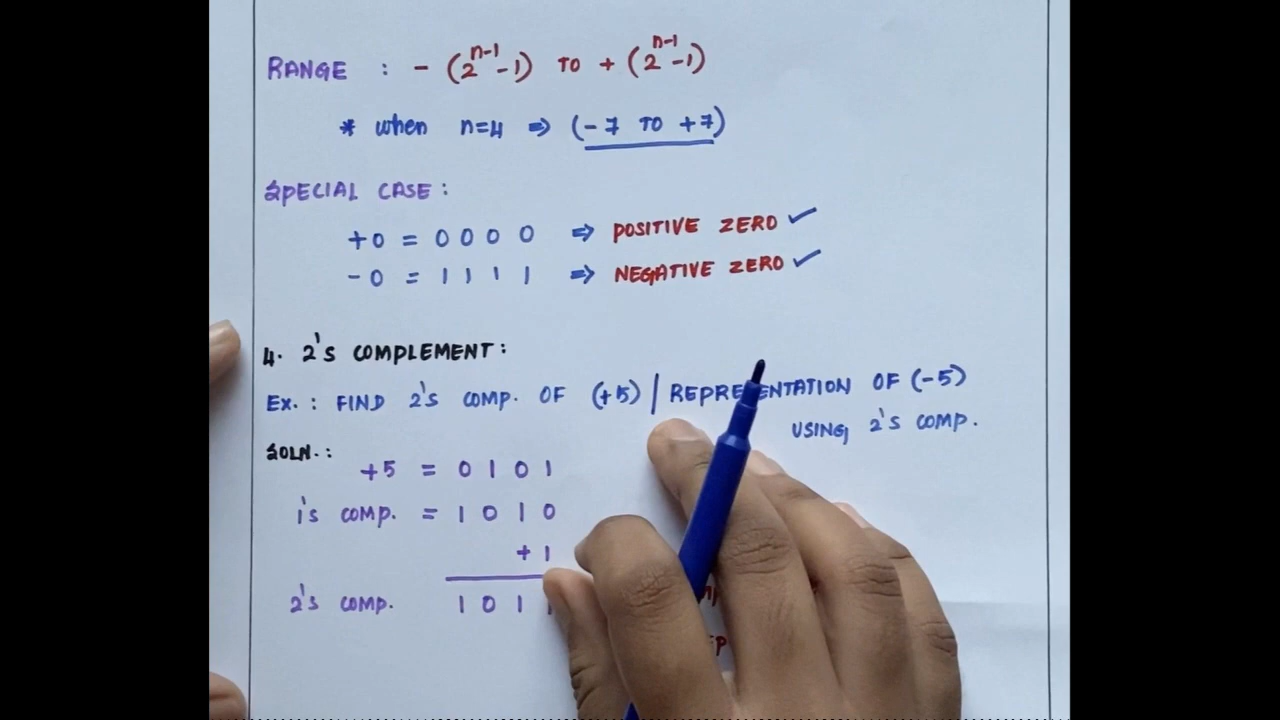 RANGE : - (2^(n-1) - 1) TO + (2^(n-1) - 1)
* when n=4 ⇒ (-7 TO +7)
SPECIAL CASE :
+0 = 0 0 0 0 ⇒ POSITIVE ZERO ✓
-0 = 1 1 1 1 ⇒ NEGATIVE ZERO ✓
4. 2's COMPLEMENT :
Ex. : FIND 2's COMP. OF (+5) | REPRESENTATION OF (-5)
USING 2's COMP.
SOLN. :
+5 = 0 1 0 1
1's COMP. = 1 0 1 0
+ 1
2's COMP. 1 0 1 1